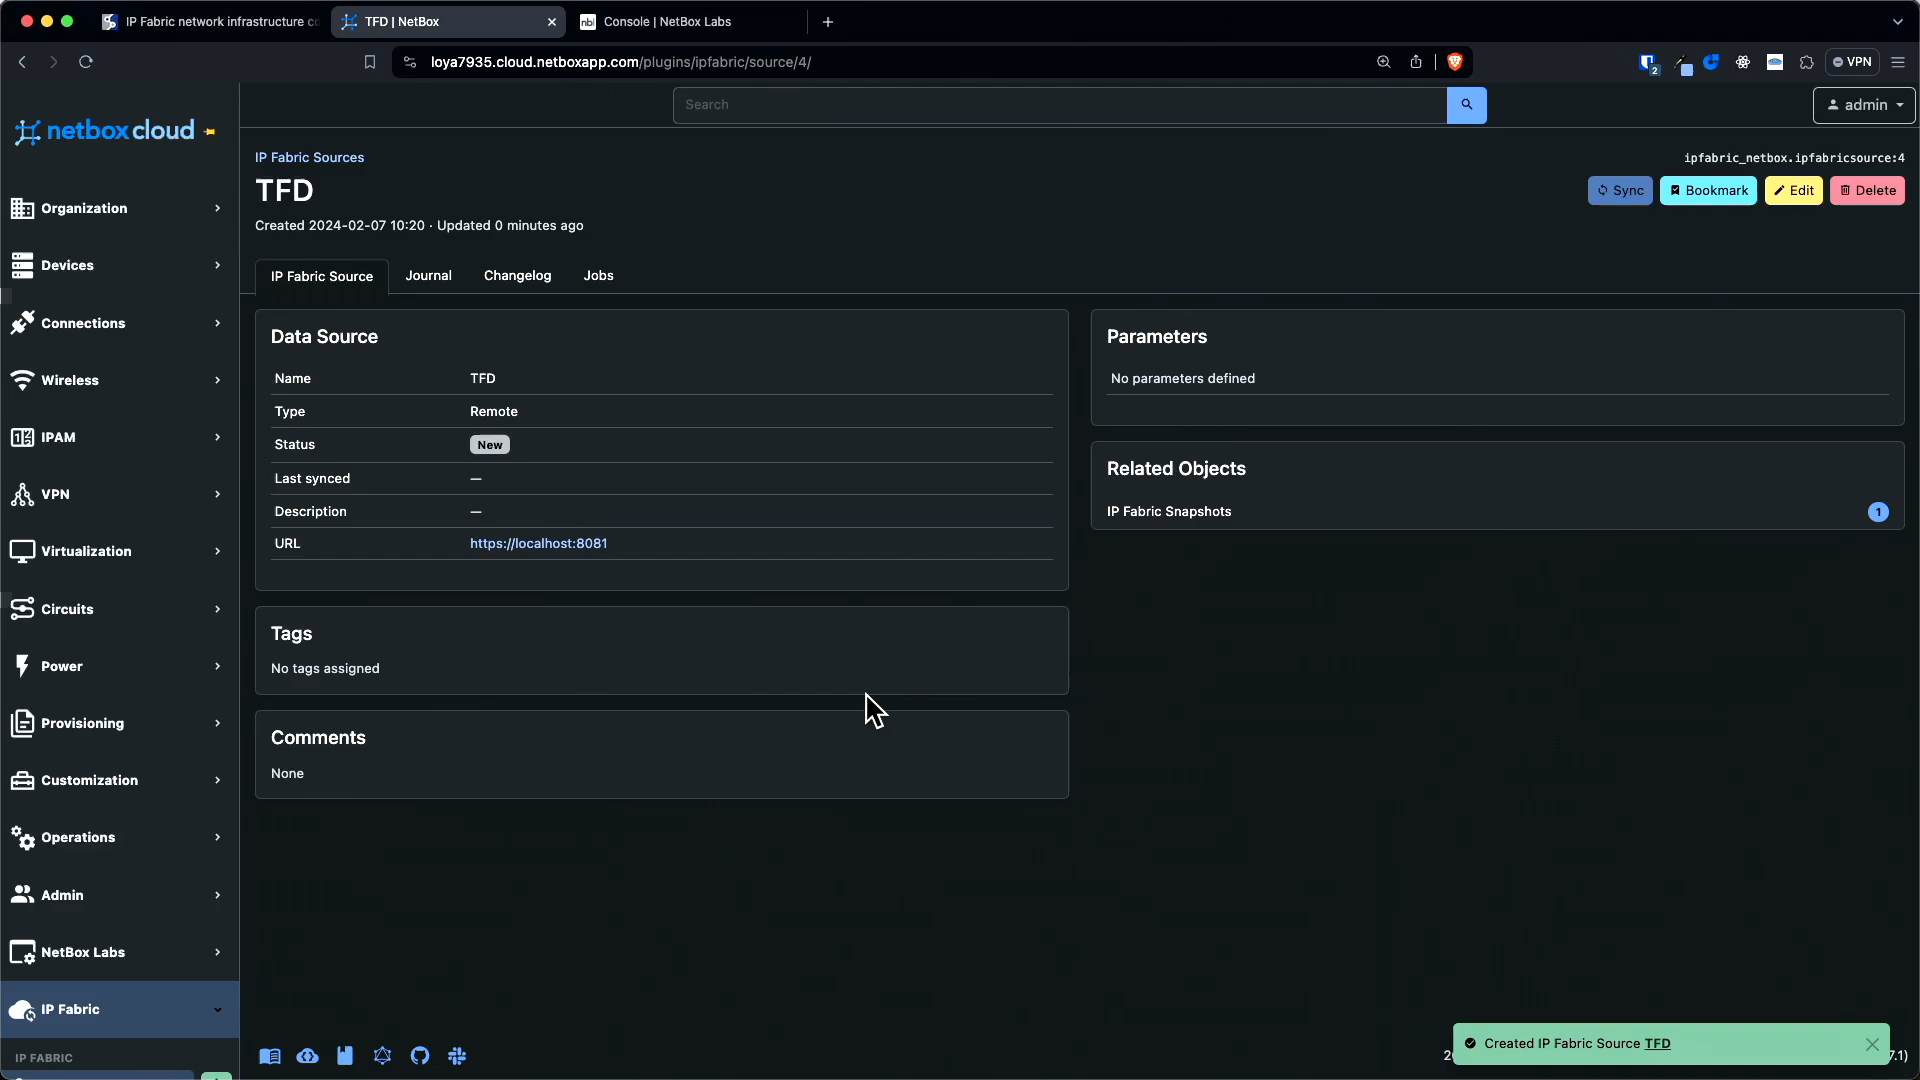 IP Fabric network infrastructure co
TFD | NetBox
nbl
Console | NetBox Labs
loya7935.cloud.netboxapp.com/plugins/ipfabric/source/4/
2
VPN
netbox cloud
Search
admin
IP Fabric Sources
ipfabric_netbox.ipfabricsource:4
TFD
Sync
Bookmark
Edit
Delete
Created 2024-02-07 10:20 · Updated 0 minutes ago
IP Fabric Source
Journal
Changelog
Jobs
Organization
Devices
Connections
Wireless
IPAM
VPN
Virtualization
Circuits
Power
Provisioning
Customization
Operations
Admin
NetBox Labs
IP Fabric
IP FABRIC
Data Source
Name TFD
Type Remote
Status New
Last synced —
Description —
URL https://localhost:8081
Tags
No tags assigned
Comments
None
Parameters
No parameters defined
Related Objects
IP Fabric Snapshots 1
Created IP Fabric Source TFD
7.1)